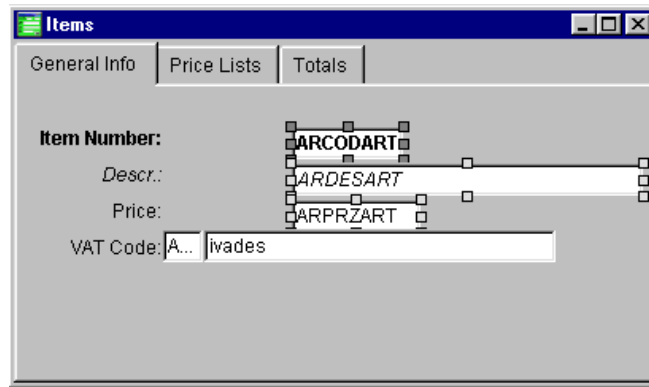 Items
General Info Price Lists Totals
Item Number: ARCODART
Descr.: ARDESART
Price: ARPRZART
VAT Code: A... ivades